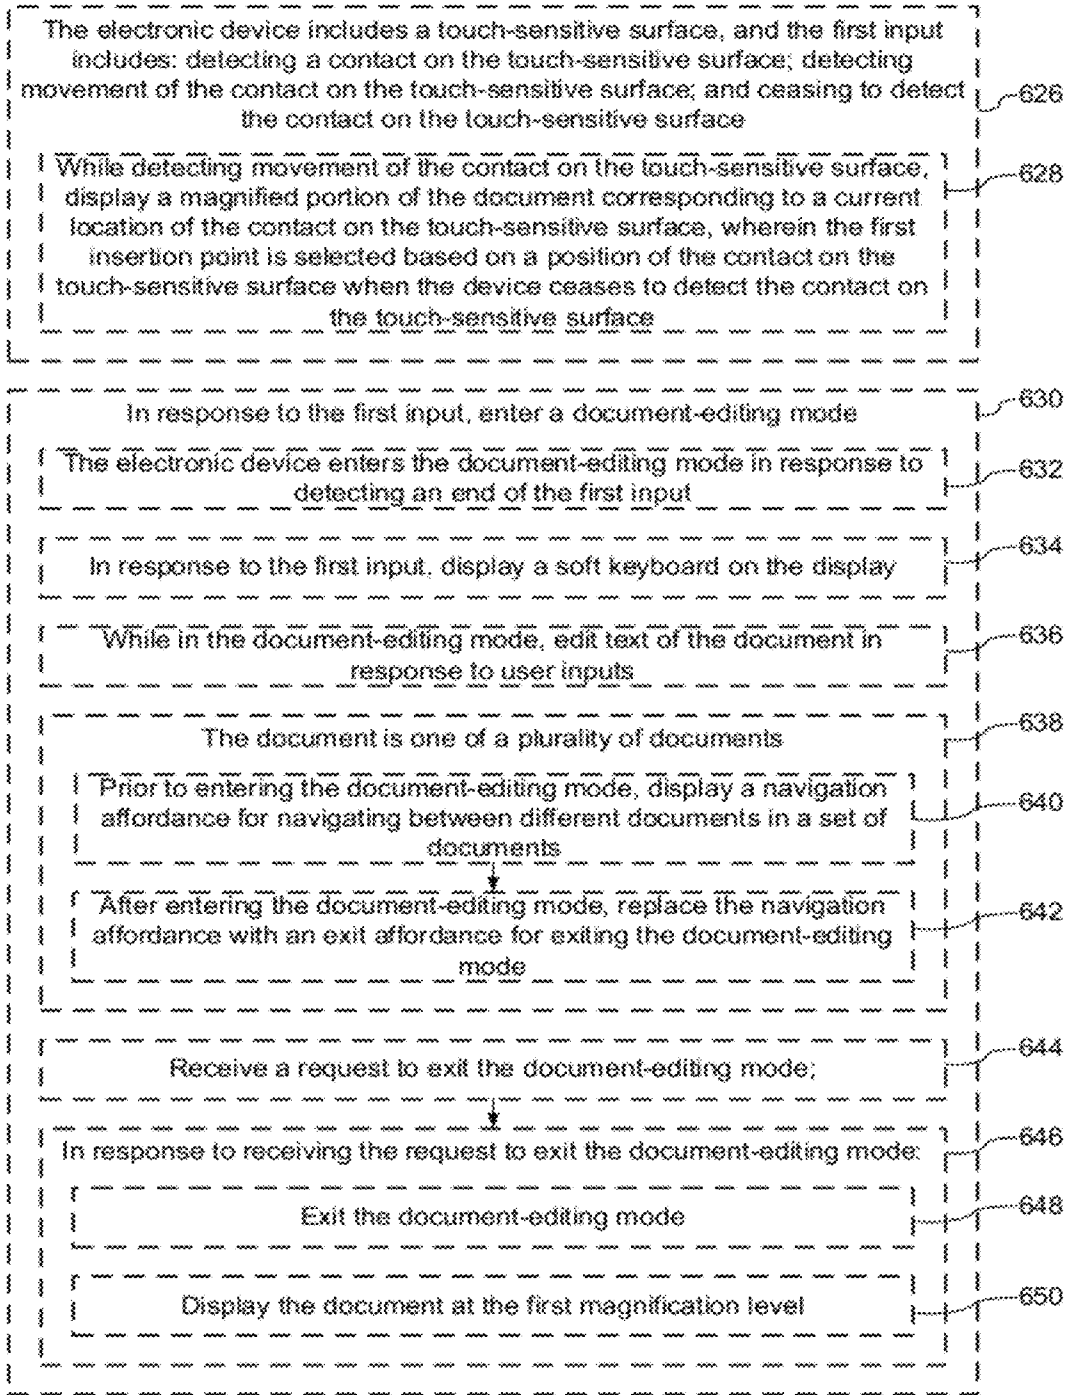 The electronic device includes a touch-sensitive surface, and the first input
includes: detecting a contact on the touch-sensitive surface; detecting
movement of the contact on the touch-sensitive surface; and ceasing to detect
the contact on the touch-sensitive surface
626
While detecting movement of the contact on the touch-sensitive surface,
display a magnified portion of the document corresponding to a current
location of the contact on the touch-sensitive surface, wherein the first
insertion point is selected based on a position of the contact on the
touch-sensitive surface when the device ceases to detect the contact on
the touch-sensitive surface
628
In response to the first input, enter a document-editing mode
630
The electronic device enters the document-editing mode in response to
detecting an end of the first input
632
In response to the first input, display a soft keyboard on the display
634
While in the document-editing mode, edit text of the document in
response to user inputs
636
The document is one of a plurality of documents
638
Prior to entering the document-editing mode, display a navigation
affordance for navigating between different documents in a set of
documents
640
After entering the document-editing mode, replace the navigation
affordance with an exit affordance for exiting the document-editing
mode
642
Receive a request to exit the document-editing mode;
644
In response to receiving the request to exit the document-editing mode:
646
Exit the document-editing mode
648
Display the document at the first magnification level
650